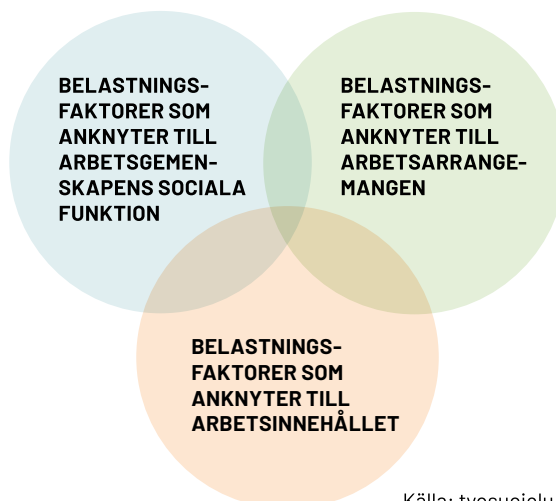 BELASTNINGS-
FAKTORER SOM
ANKNYTER TILL
ARBETSGEMEN-
SKAPENS SOCIALA
FUNKTION
BELASTNINGS-
FAKTORER SOM
ANKNYTER TILL
ARBETSARRANGE-
MANGEN
BELASTNINGS-
FAKTORER SOM
ANKNYTER TILL
ARBETSINNEHÅLLET
Källa: